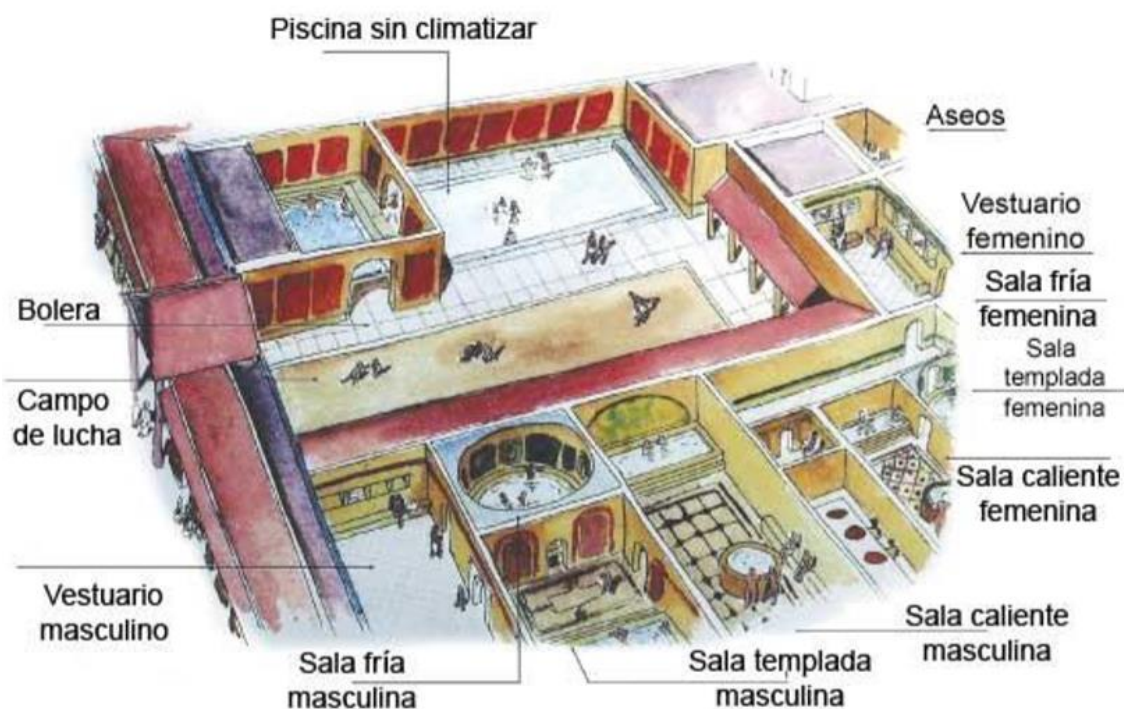 Piscina sin climatizar
Aseos
Vestuario
femenino
Sala fría
femenina
Sala
templada
femenina
Sala caliente
femenina
Bolera
Campo
de lucha
Vestuario
masculino
Sala fría
masculina
Sala templada
masculina
Sala caliente
masculina